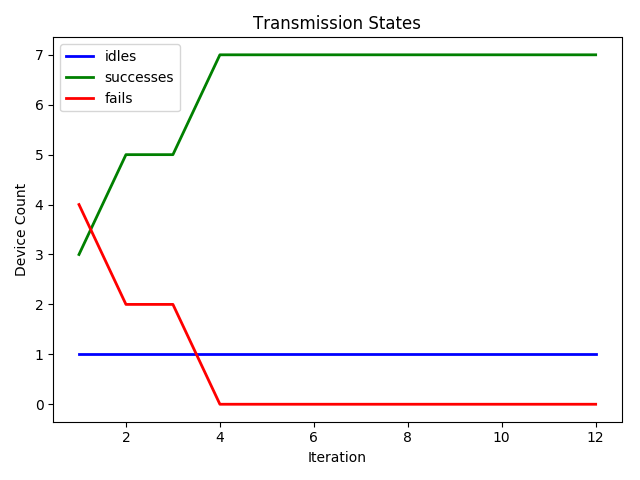 Transmission States
idles
successes
fails
Device Count
7
6
5
4
3
2
1
0
2 4 6 8 10 12
Iteration